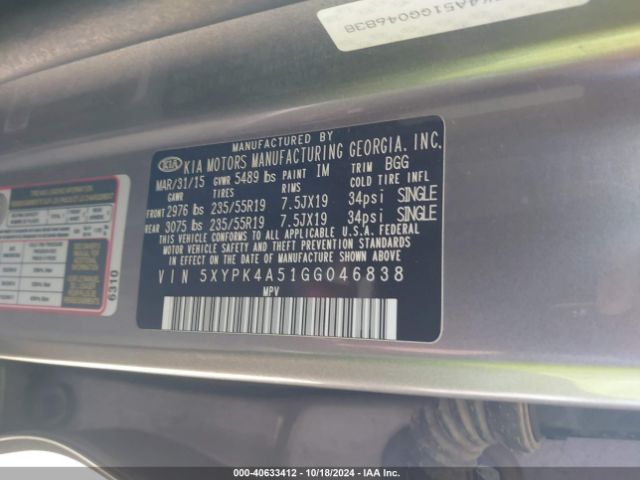 K4A51GG046838
MANUFACTURED BY
KIA KIA MOTORS MANUFACTURING GEORGIA. INC.
MAR/31/15 GVWR 5489 lbs PAINT IM TRIM BGG
GAWR TIRES RIMS COLD TIRE INFL
FRONT 2976 lbs 235/55R19 7.5JX19 34psi SINGLE
REAR 3075 lbs 235/55R19 7.5JX19 34psi SINGLE
THIS VEHICLE CONFORMS TO ALL APPLICABLE U.S.A. FEDERAL
MOTOR VEHICLE SAFETY AND THEFT PREVENTION STANDARDS
IN EFFECT ON THE DATE OF MANUFACTURE SHOWN ABOVE.
VIN 5XYPK4A51GG046838
MPV
6310
000-40633412 | 10/18/2024 | IAA Inc.